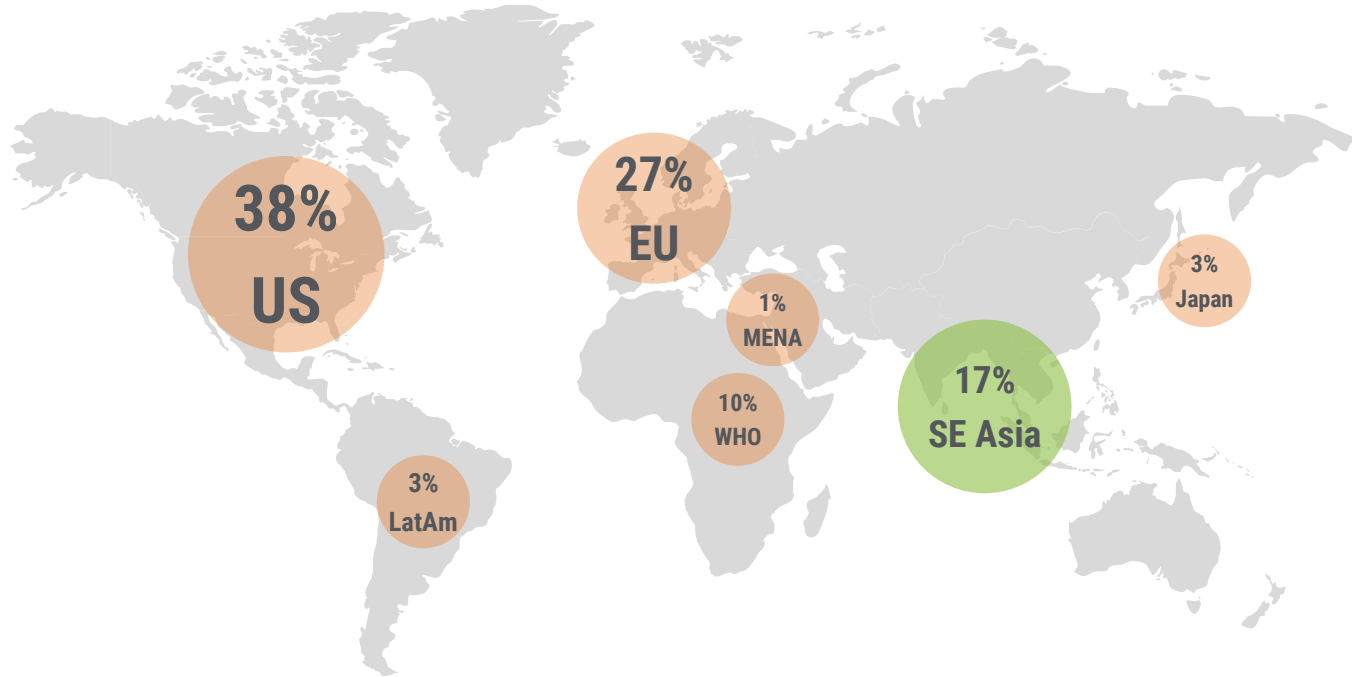 38%
US
27%
EU
1%
MENA
10%
WHO
3%
LatAm
17%
SE Asia
3%
Japan